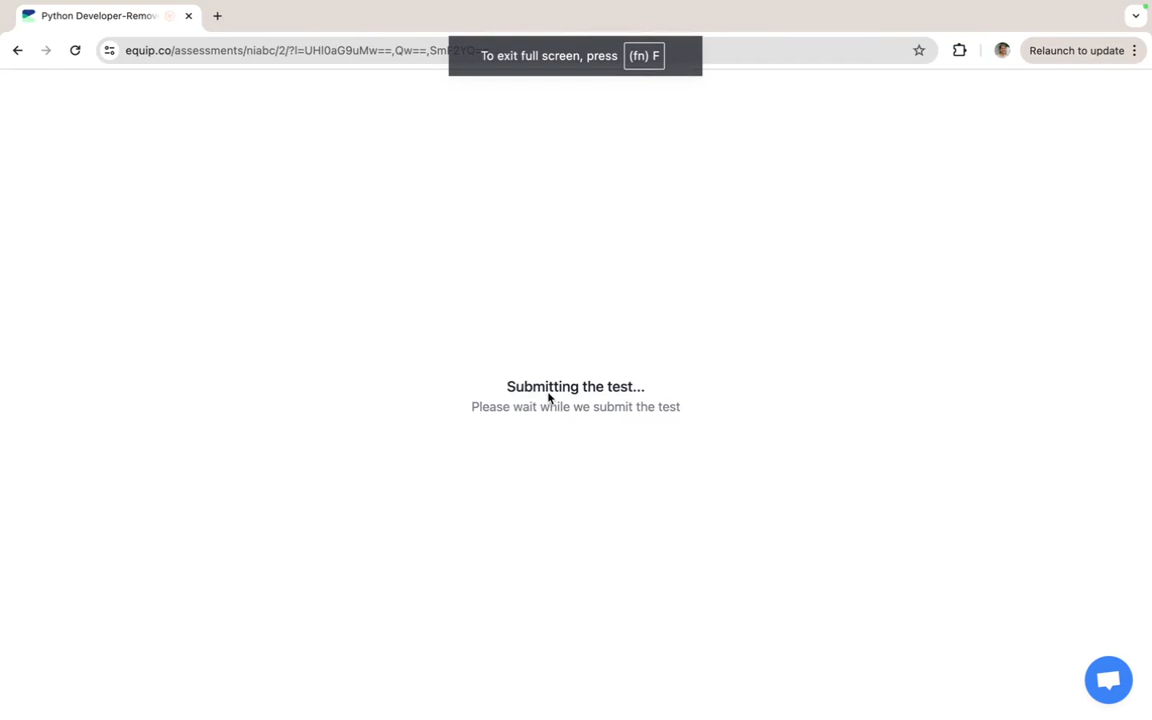 Python Developer-Remov
equip.co/assessments/niabc/2/?l=UHl0aG9uMw==,Qw==,SmF2YQ==
Relaunch to update
To exit full screen, press (fn) F
Submitting the test...
Please wait while we submit the test